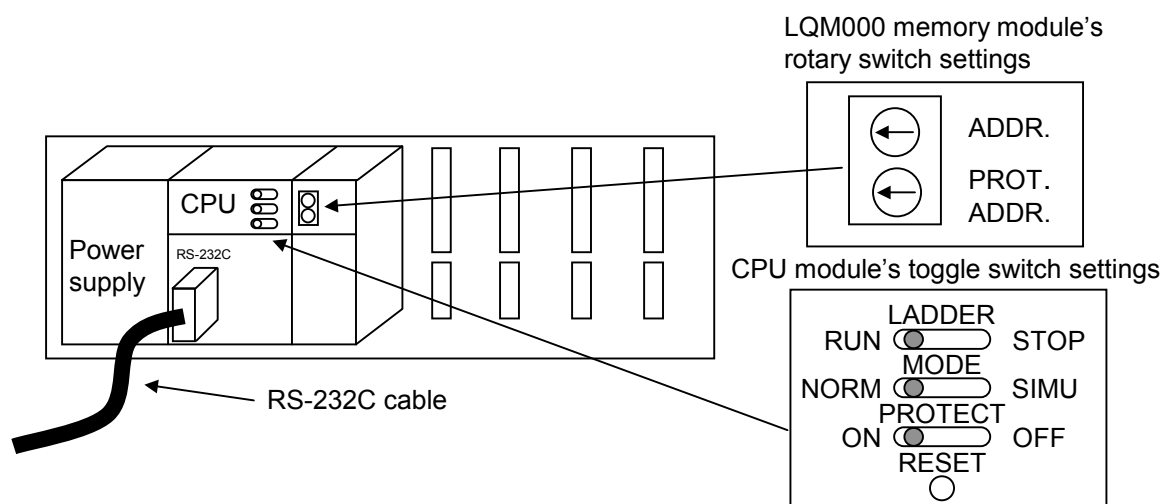 LQM000 memory module’s
rotary switch settings
ADDR.
PROT.
ADDR.
CPU
Power
supply
RS-232C
RS-232C cable
CPU module’s toggle switch settings
LADDER
RUN STOP
MODE
NORM SIMU
PROTECT
ON OFF
RESET